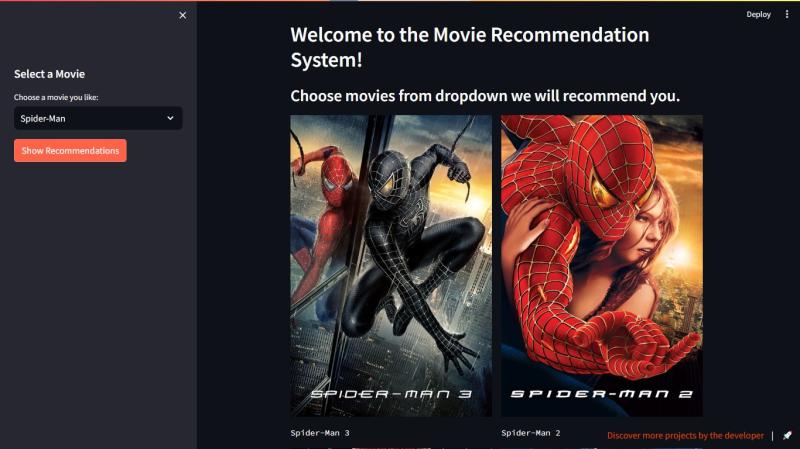 Deploy
Select a Movie
Choose a movie you like:
Spider-Man
Show Recommendations
Welcome to the Movie Recommendation
System!
Choose movies from dropdown we will recommend you.
SPIDER-MAN 3
SPIDER-MAN 2
Spider-Man 3
Spider-Man 2
Discover more projects by the developer |